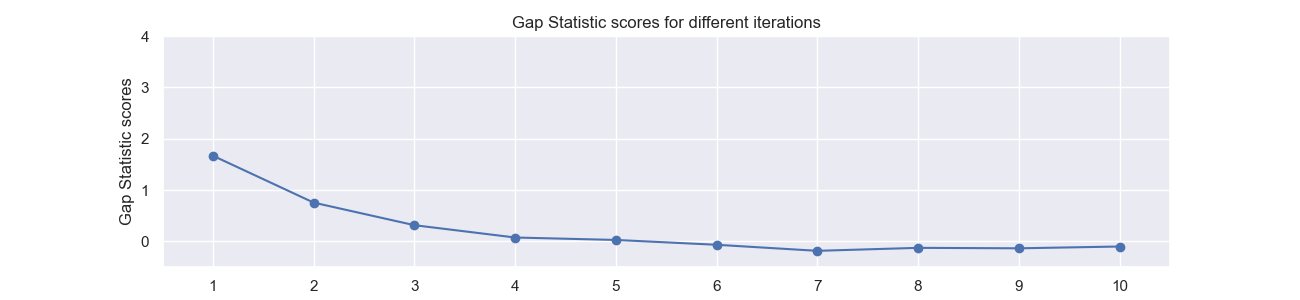 Gap Statistic scores for different iterations
Gap Statistic scores
4
3
2
1
0
1 2 3 4 5 6 7 8 9 10